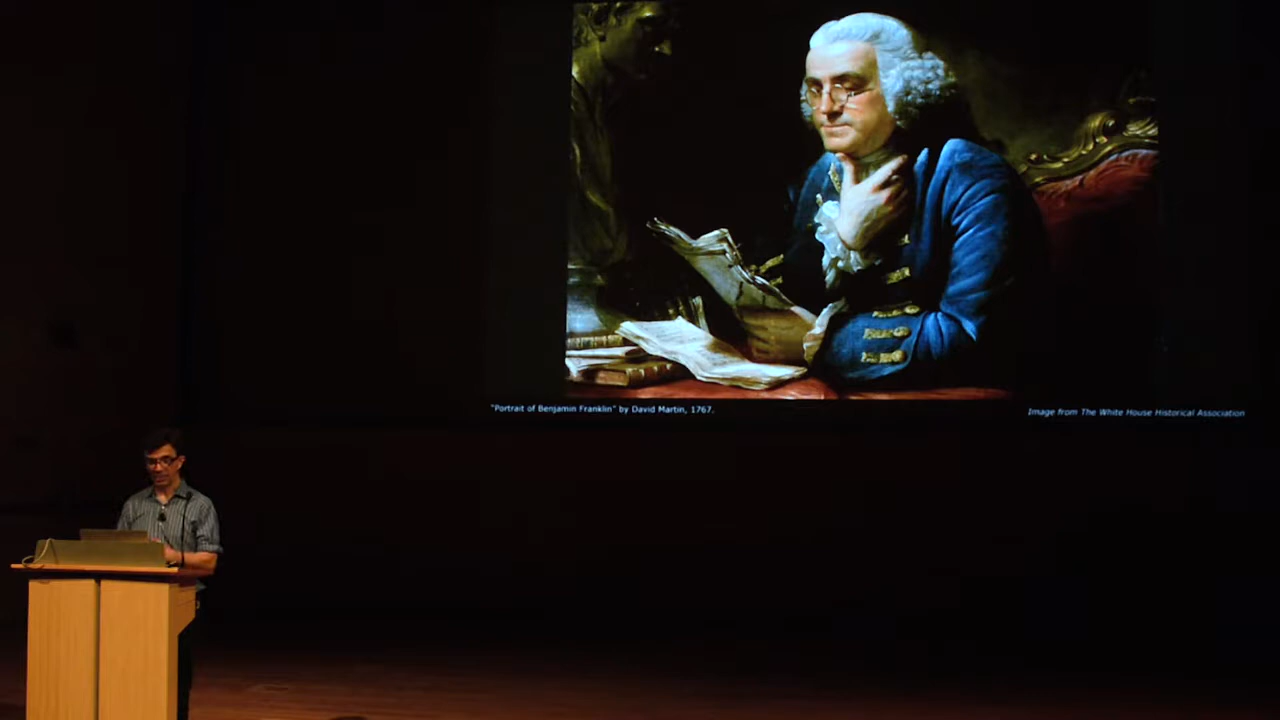 "Portrait of Benjamin Franklin" by David Martin, 1767.
Image from The White House Historical Association